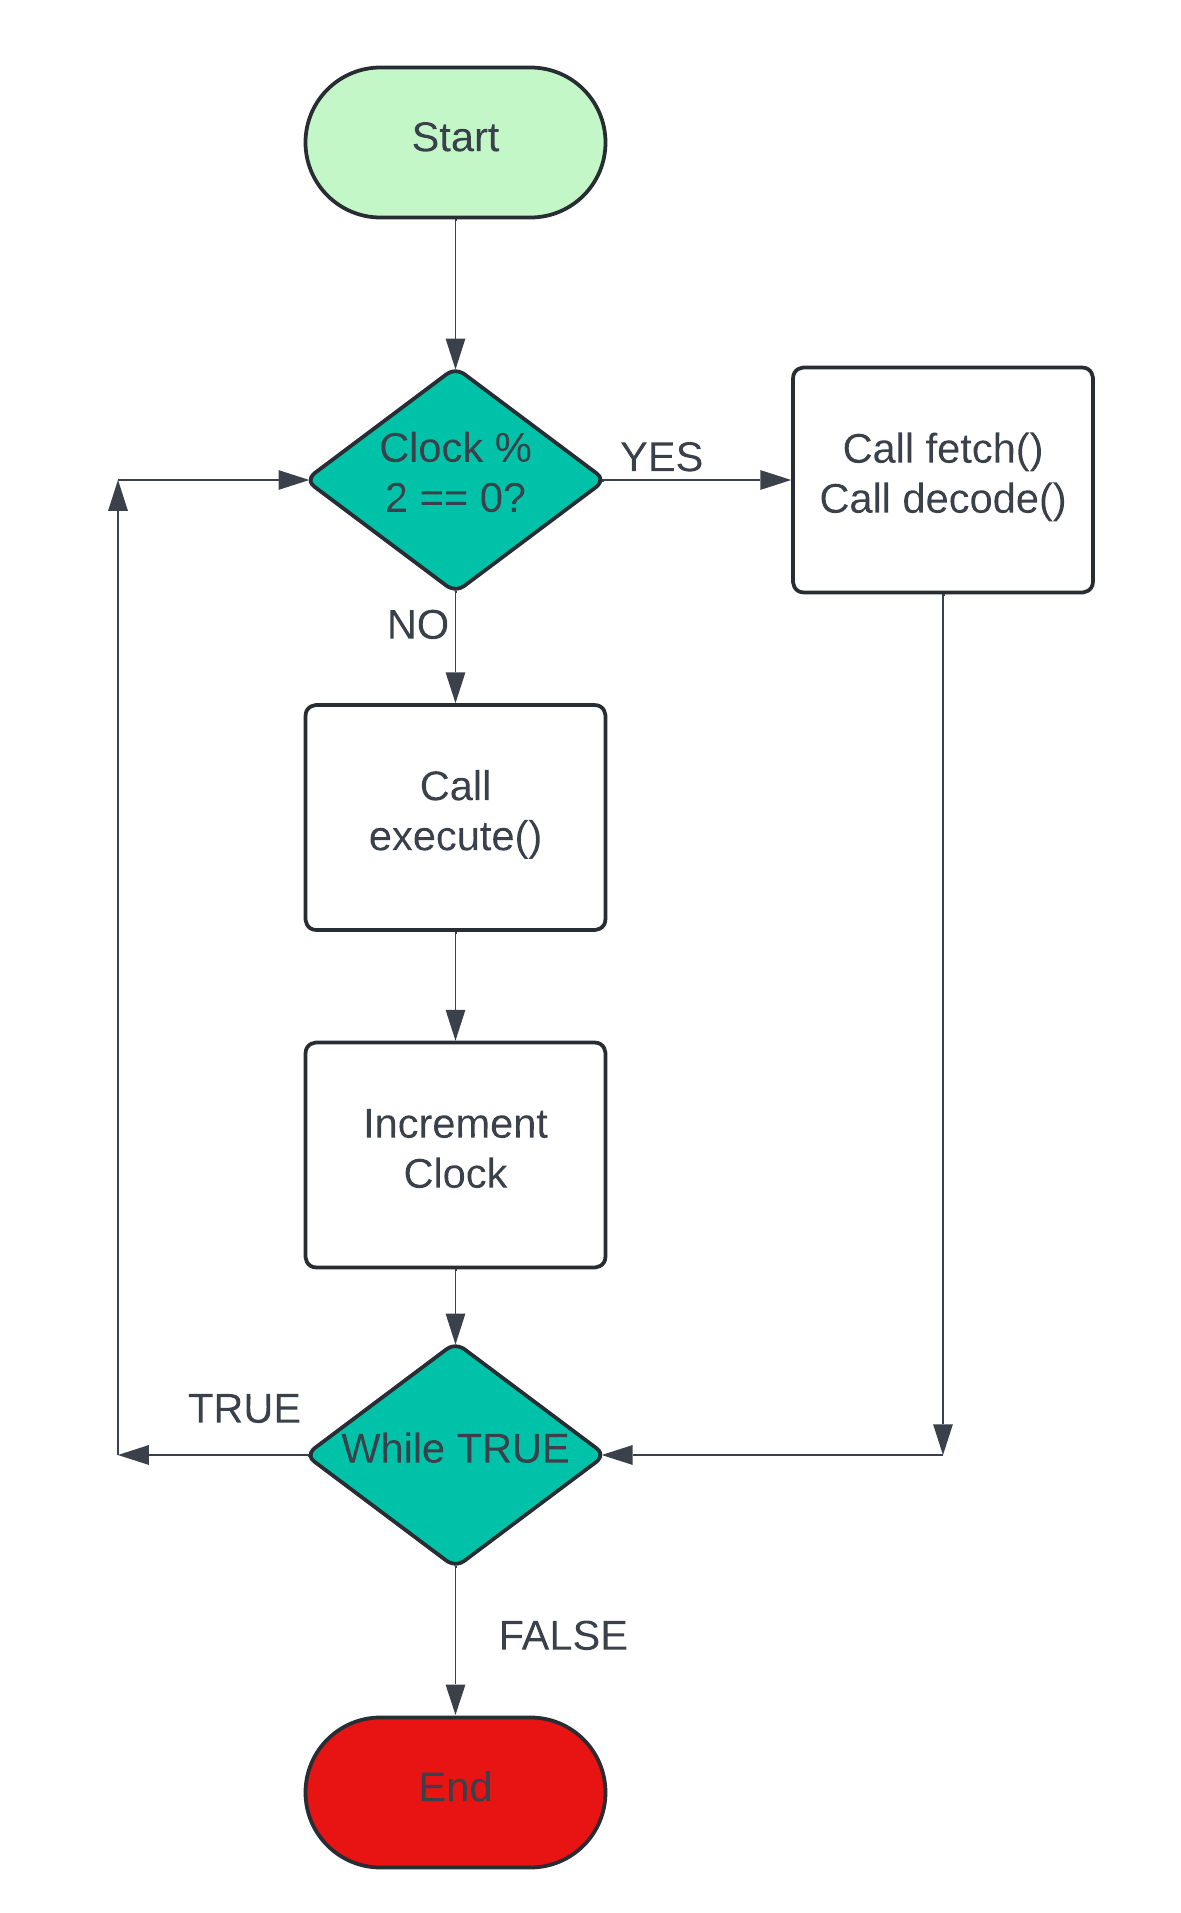 Start
Clock %
2 == 0?
YES
Call fetch()
Call decode()
NO
Call
execute()
Increment
Clock
TRUE
While TRUE
FALSE
End